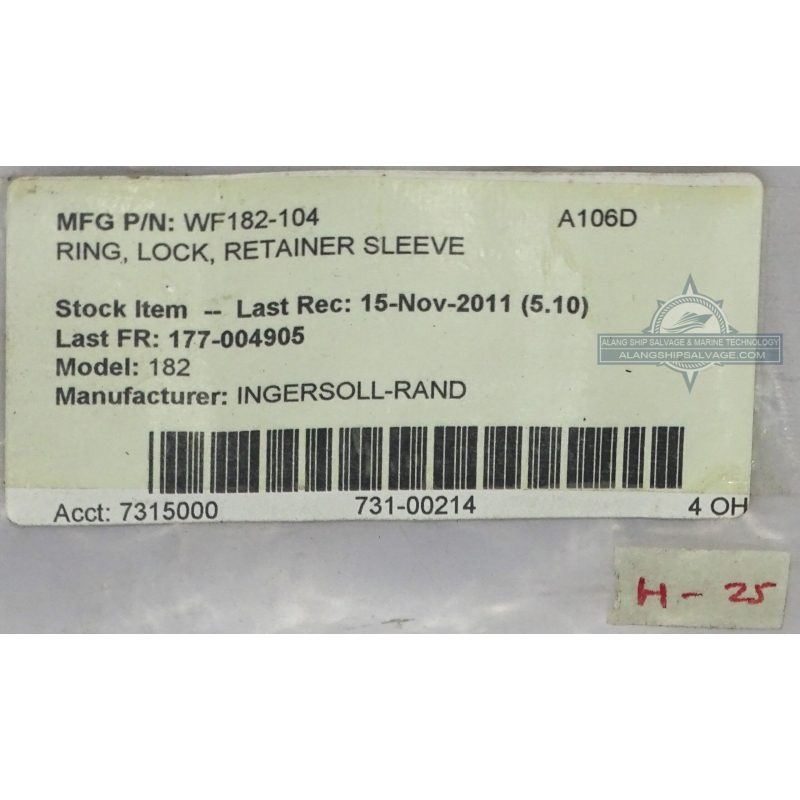 MFG P/N: WF182-104 A106D
RING, LOCK, RETAINER SLEEVE
Stock Item -- Last Rec: 15-Nov-2011 (5.10)
Last FR: 177-004905
Model: 182
Manufacturer: INGERSOLL-RAND
ALANG SHIP SALVAGE & MARINE TECHNOLOGY
ALANGSHIPSALVAGE.COM
Acct: 7315000 731-00214 4 OH
H - 25